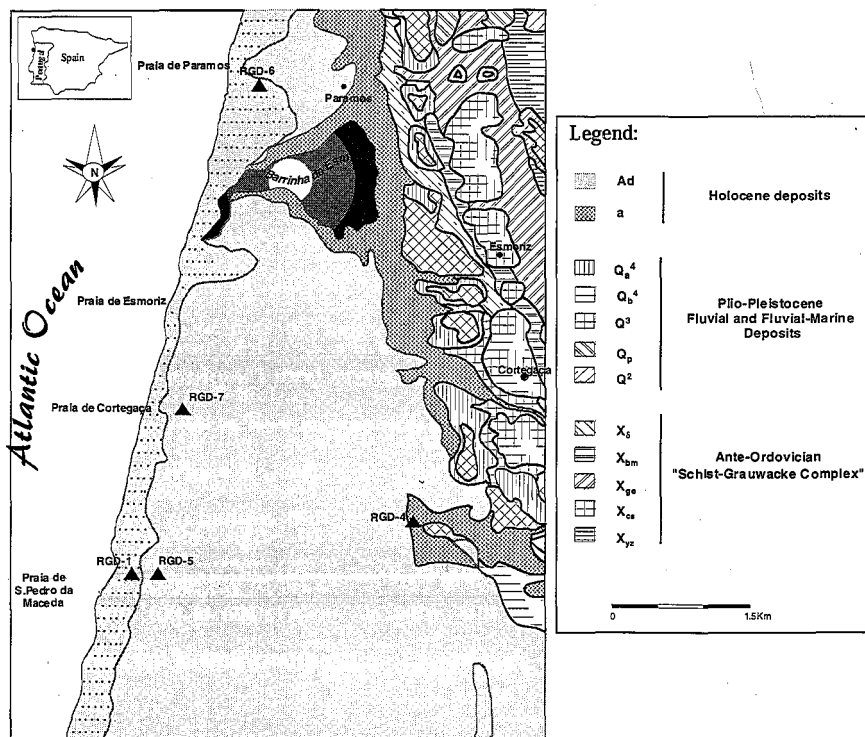 Portugal
Spain
Praia de Paramos
RGD-6
Paramos
N
Barrinha de Esmoriz
Esmoriz
Atlantic Ocean
Praia de Esmoriz
Cortegaça
RGD-7
Praia de Cortegaça
RGD-4
RGD-1
RGD-5
Praia de
S.Pedro da
Maceda
Legend:
Ad
a
Holocene deposits
Qa4
Qb4
Q3
Qp
Q2
Plio-Pleistocene
Fluvial and Fluvial-Marine
Deposits
Xδ
Xbm
Xge
Xcs
Xyz
Ante-Ordovician
"Schist-Grauwacke Complex"
0
1.5Km